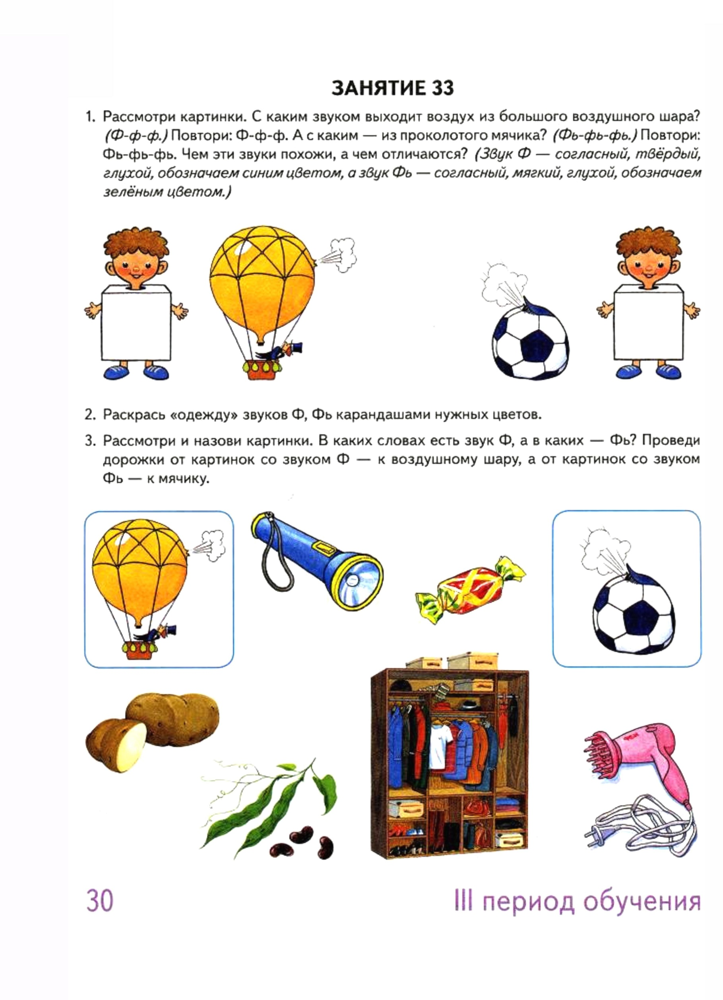 ЗАНЯТИЕ 33
1. Рассмотри картинки. С каким звуком выходит воздух из большого воздушного шара?
(Ф-ф-ф.) Повтори: Ф-ф-ф. А с каким — из проколотого мячика? (Фь-фь-фь.) Повтори:
Фь-фь-фь. Чем эти звуки похожи, а чем отличаются? (Звук Ф — согласный, твёрдый,
глухой, обозначаем синим цветом, а звук Фь — согласный, мягкий, глухой, обозначаем
зелёным цветом.)
2. Раскрась «одежду» звуков Ф, Фь карандашами нужных цветов.
3. Рассмотри и назови картинки. В каких словах есть звук Ф, а в каких — Фь? Проведи
дорожки от картинок со звуком Ф — к воздушному шару, а от картинок со звуком
Фь — к мячику.
30
III период обучения